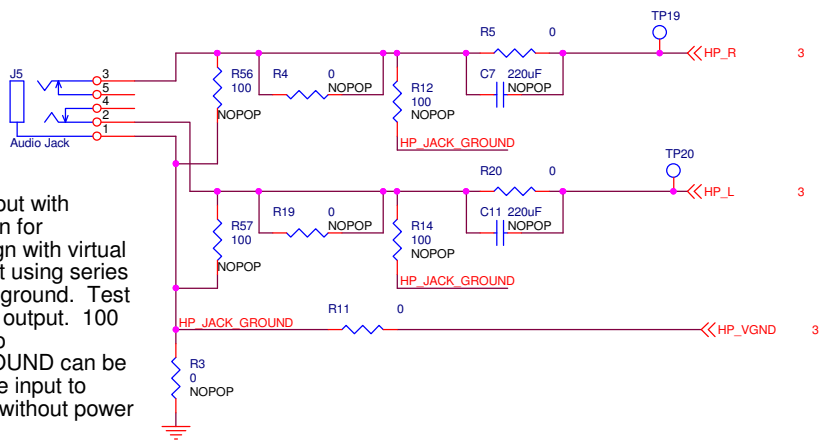 TP19
R5 0
HP_R 3
J5
3
5
4
2
1
Audio Jack
R56
100
NOPOP
R4 0
NOPOP
R12
100
NOPOP
C7 220uF
NOPOP
HP_JACK_GROUND
TP20
R20 0
HP_L 3
R57
100
NOPOP
R19 0
NOPOP
R14
100
NOPOP
C11 220uF
NOPOP
HP_JACK_GROUND
out with
n for
gn with virtual
t using series
ground. Test
output. 100
o
OUND can be
e input to
without power
HP_JACK_GROUND
R11 0
HP_VGND 3
R3
0
NOPOP